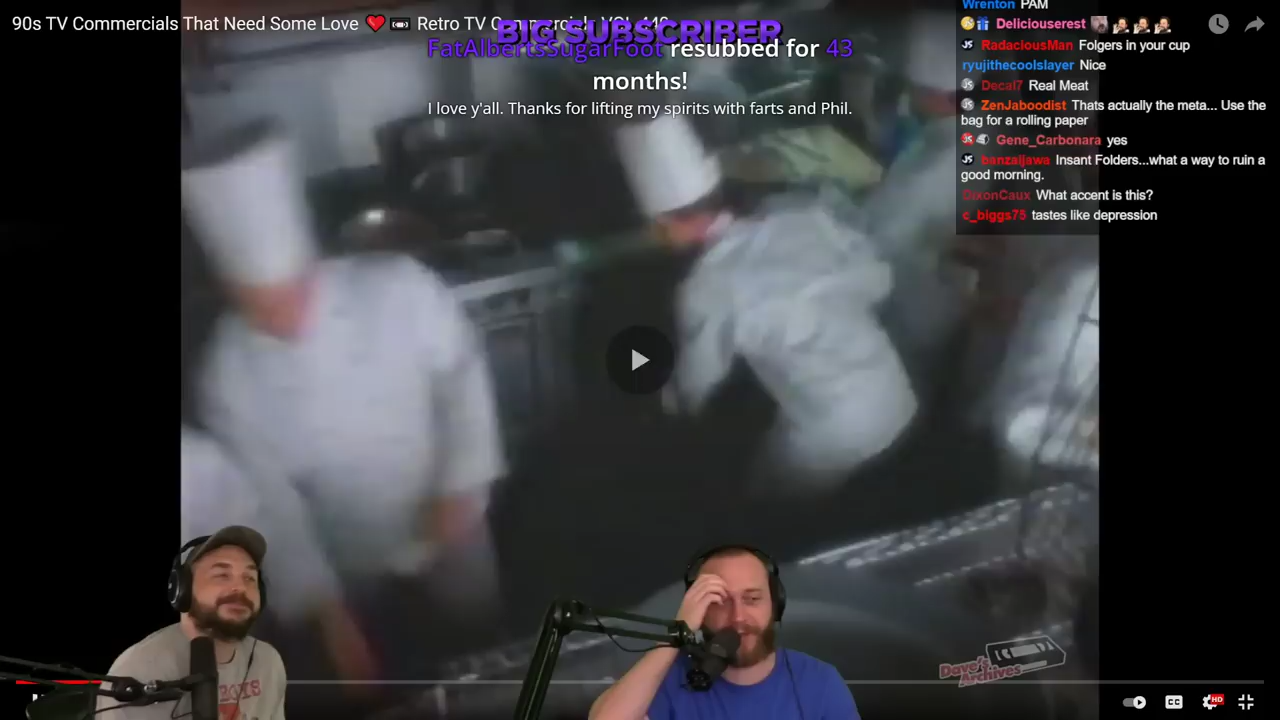 90s TV Commercials That Need Some Love ❤️ 📼 Retro TV Commercials VOL 449
BIG SUBSCRIBER
FatAlbertsSugarFoot resubbed for 43
months!
I love y'all. Thanks for lifting my spirits with farts and Phil.
Wrenton PAM
Deliciouserest
RadaciousMan Folgers in your cup
ryujithecoolslayer Nice
Decal7 Real Meat
ZenJaboodist Thats actually the meta... Use the
bag for a rolling paper
Gene_Carbonara yes
banzaijawa Insant Folders...what a way to ruin a
good morning.
DixonCaux What accent is this?
c_biggs75 tastes like depression
Dave's
Archives
CC
HD